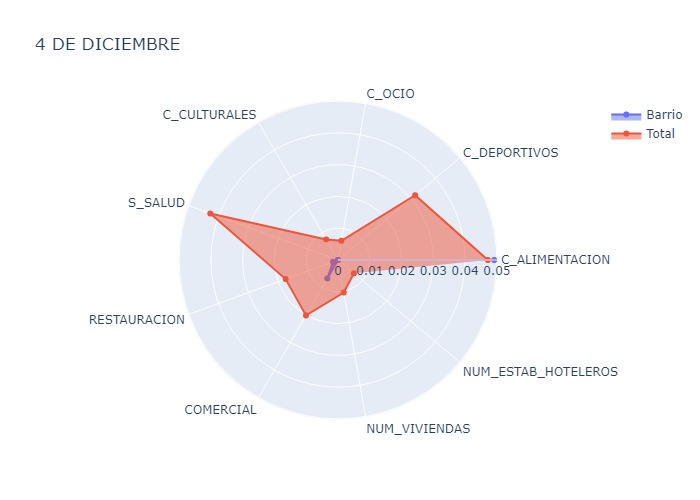 4 DE DICIEMBRE
C_OCIO
C_CULTURALES
Barrio
Total
C_DEPORTIVOS
S_SALUD
C_ALIMENTACION
0 0.01 0.02 0.03 0.04 0.05
RESTAURACION
NUM_ESTAB_HOTELEROS
COMERCIAL
NUM_VIVIENDAS